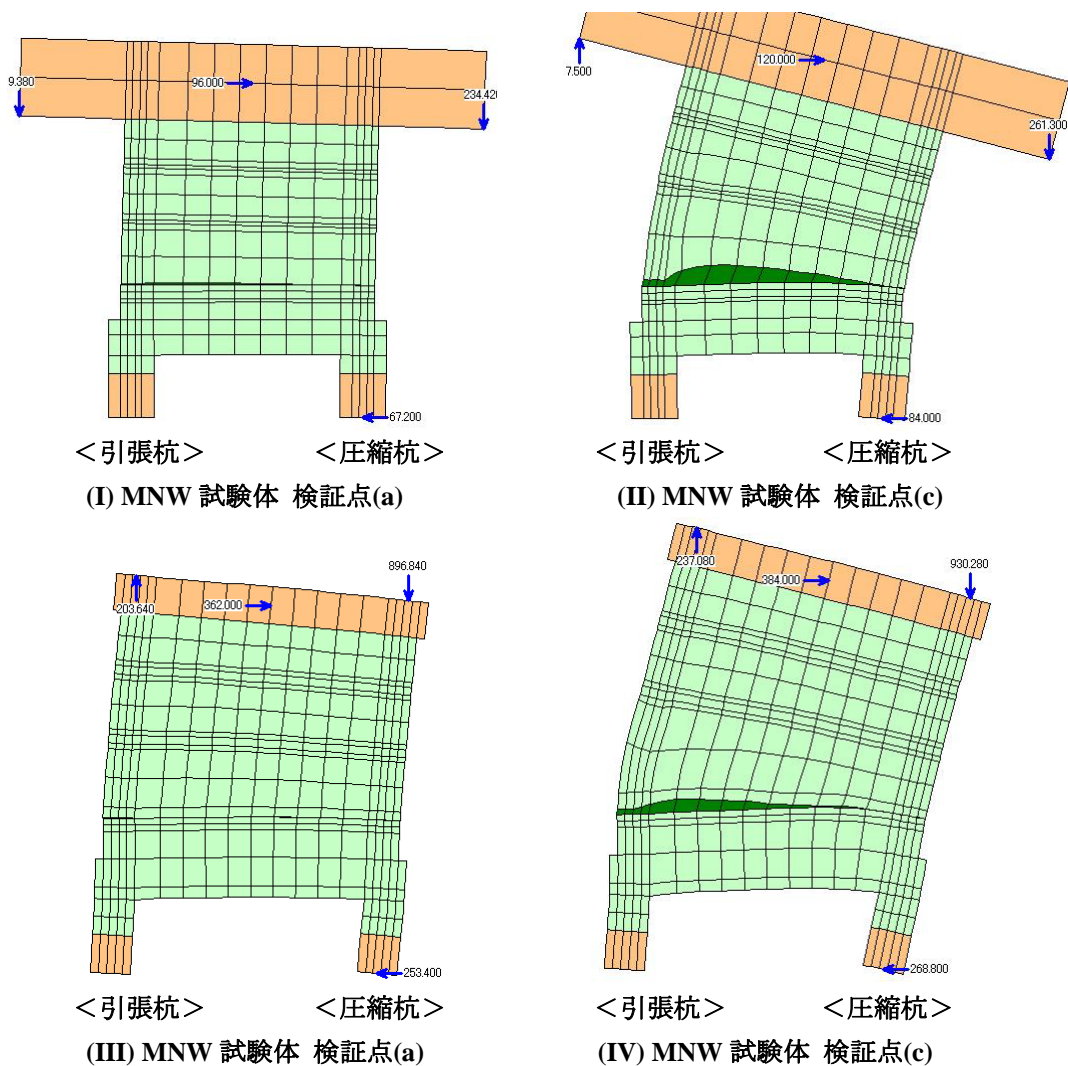 9.380
96.000
234.42
67.200
<引張杭> <圧縮杭>
(I) MNW 試験体 検証点(a)
7.500
120.000
261.300
84.000
<引張杭> <圧縮杭>
(II) MNW 試験体 検証点(c)
203.640
362.000
896.840
253.400
<引張杭> <圧縮杭>
(III) MNW 試験体 検証点(a)
237.080
384.000
930.280
268.800
<引張杭> <圧縮杭>
(IV) MNW 試験体 検証点(c)